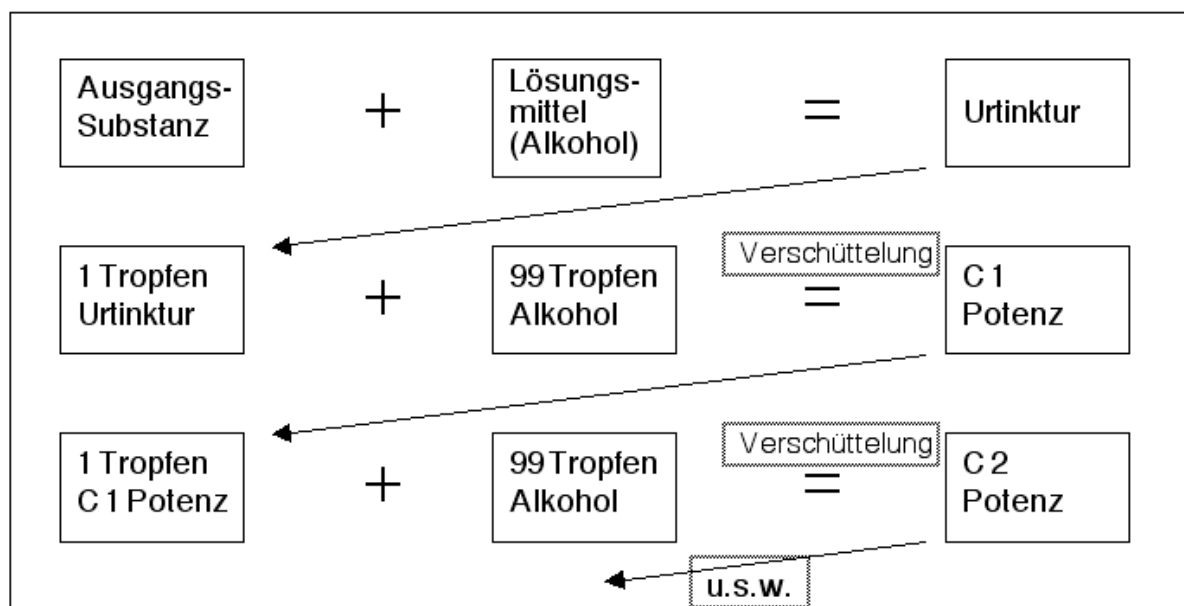 Ausgangs-
Substanz
+
Lösungs-
mittel
(Alkohol)
=
Urtinktur
1 Tropfen
Urtinktur
+
99 Tropfen
Alkohol
Verschüttelung
=
C 1
Potenz
1 Tropfen
C 1 Potenz
+
99 Tropfen
Alkohol
Verschüttelung
=
C 2
Potenz
u.s.w.